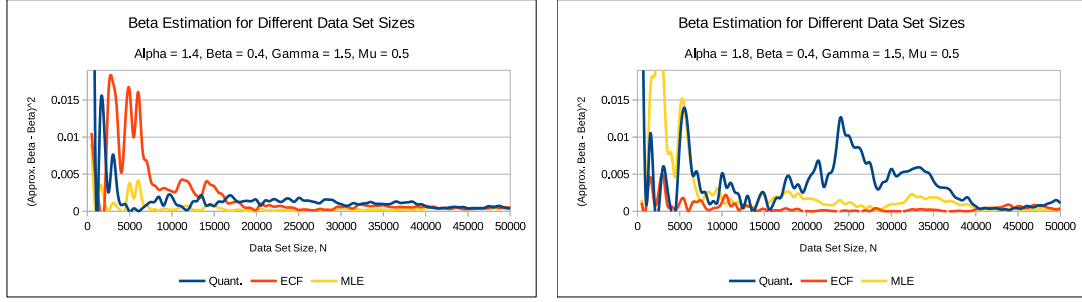 Beta Estimation for Different Data Set Sizes
Alpha = 1.4, Beta = 0.4, Gamma = 1.5, Mu = 0.5
(Approx. Beta - Beta)^2
0.015
0.01
0.005
0
0 5000 10000 15000 20000 25000 30000 35000 40000 45000 50000
Data Set Size, N
Quant. ECF MLE
Beta Estimation for Different Data Set Sizes
Alpha = 1.8, Beta = 0.4, Gamma = 1.5, Mu = 0.5
(Approx. Beta - Beta)^2
0.015
0.01
0.005
0
0 5000 10000 15000 20000 25000 30000 35000 40000 45000 50000
Data Set Size, N
Quant. ECF MLE